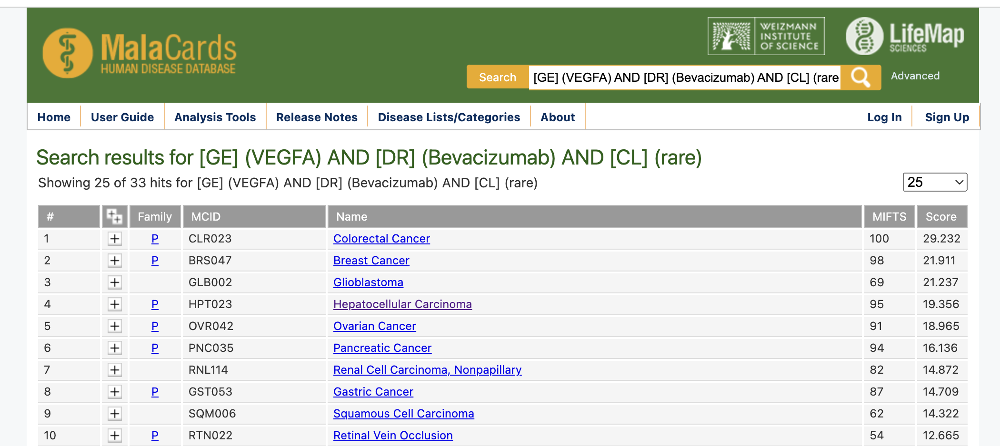 MalaCards
HUMAN DISEASE DATABASE
WEIZMANN
INSTITUTE
OF SCIENCE
LifeMap
SCIENCES
Search [GE] (VEGFA) AND [DR] (Bevacizumab) AND [CL] (rare Advanced
Home User Guide Analysis Tools Release Notes Disease Lists/Categories About Log In Sign Up
Search results for [GE] (VEGFA) AND [DR] (Bevacizumab) AND [CL] (rare)
Showing 25 of 33 hits for [GE] (VEGFA) AND [DR] (Bevacizumab) AND [CL] (rare) 25
# Family MCID Name MIFTS Score
1 P CLR023 Colorectal Cancer 100 29.232
2 P BRS047 Breast Cancer 98 21.911
3 GLB002 Glioblastoma 69 21.237
4 P HPT023 Hepatocellular Carcinoma 95 19.356
5 P OVR042 Ovarian Cancer 91 18.965
6 P PNC035 Pancreatic Cancer 94 16.136
7 RNL114 Renal Cell Carcinoma, Nonpapillary 82 14.872
8 P GST053 Gastric Cancer 87 14.709
9 SQM006 Squamous Cell Carcinoma 62 14.322
10 P RTN022 Retinal Vein Occlusion 54 12.665